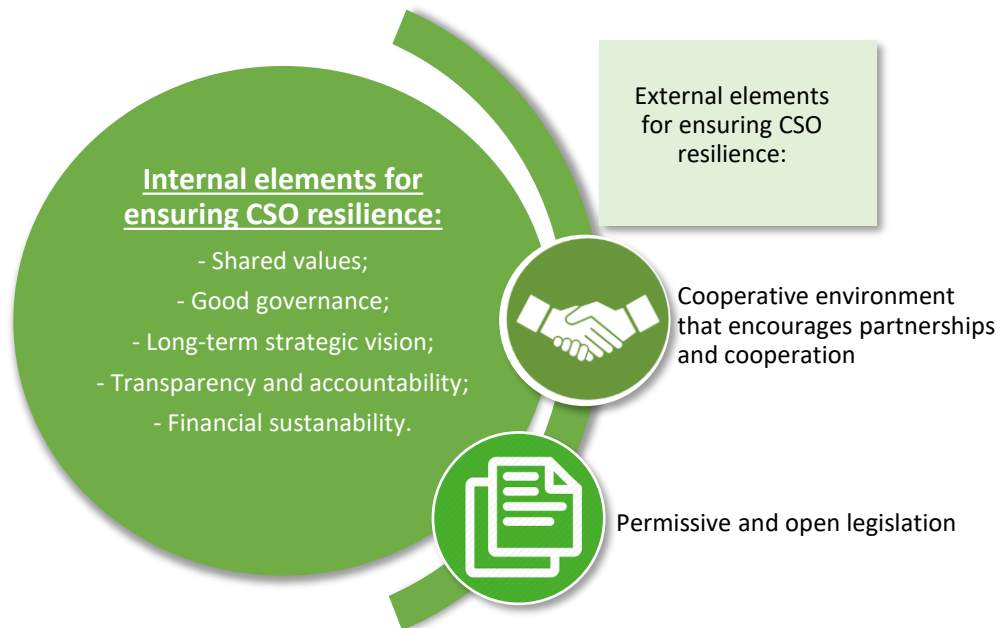 Internal elements for
ensuring CSO resilience:
- Shared values;
- Good governance;
- Long-term strategic vision;
- Transparency and accountability;
- Financial sustanability.
External elements
for ensuring CSO
resilience:
Cooperative environment
that encourages partnerships
and cooperation
Permissive and open legislation